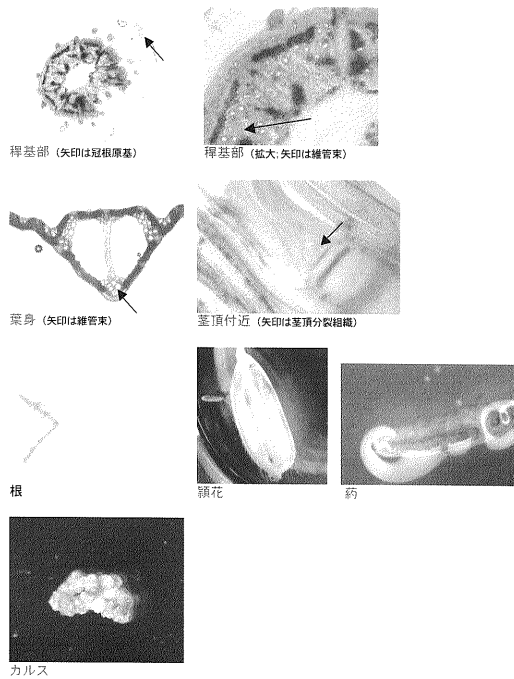 稈基部（矢印は冠根原基）
稈基部（拡大;矢印は維管束）
葉身（矢印は維管束）
茎頂付近（矢印は茎頂分裂組織）
根
穎花
葯
カルス